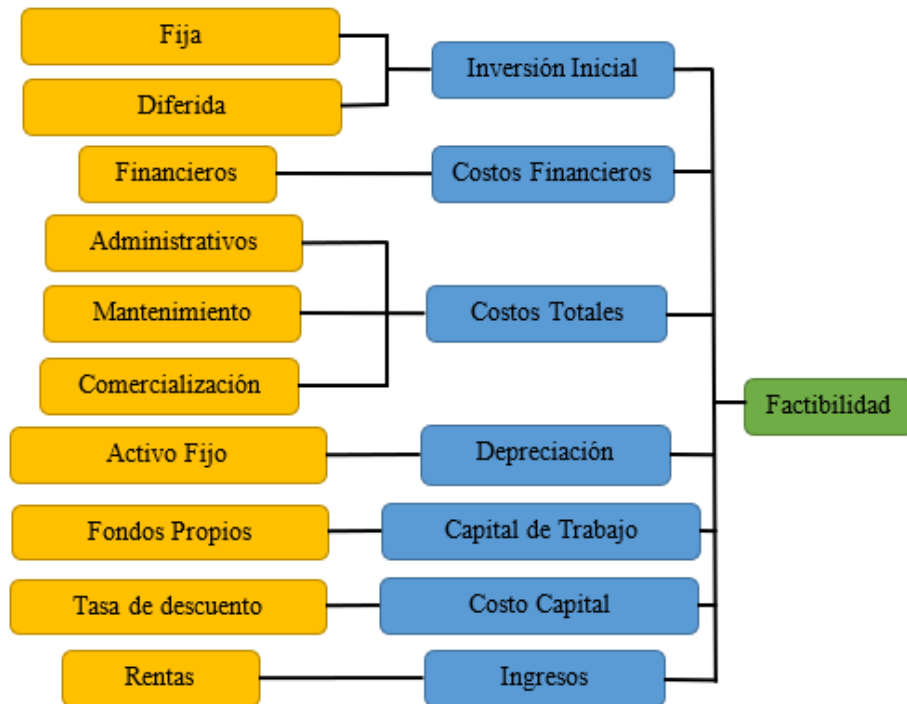 Fija
Inversión Inicial
Diferida
Financieros
Costos Financieros
Administrativos
Mantenimiento
Costos Totales
Comercialización
Factibilidad
Activo Fijo
Depreciación
Fondos Propios
Capital de Trabajo
Tasa de descuento
Costo Capital
Rentas
Ingresos